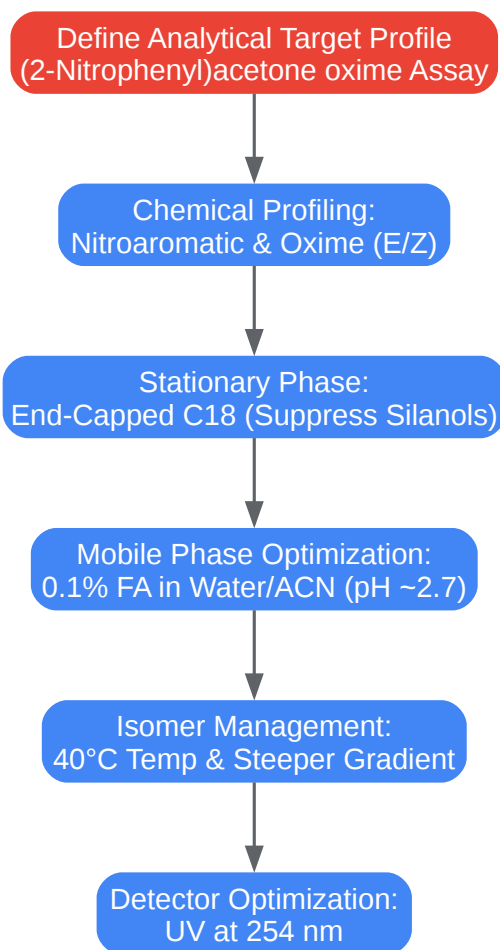 Define Analytical Target Profile
(2-Nitrophenyl)acetone oxime Assay
Chemical Profiling:
Nitroaromatic & Oxime (E/Z)
Stationary Phase:
End-Capped C18 (Suppress Silanols)
Mobile Phase Optimization:
0.1% FA in Water/ACN (pH ~2.7)
Isomer Management:
40°C Temp & Steeper Gradient
Detector Optimization:
UV at 254 nm